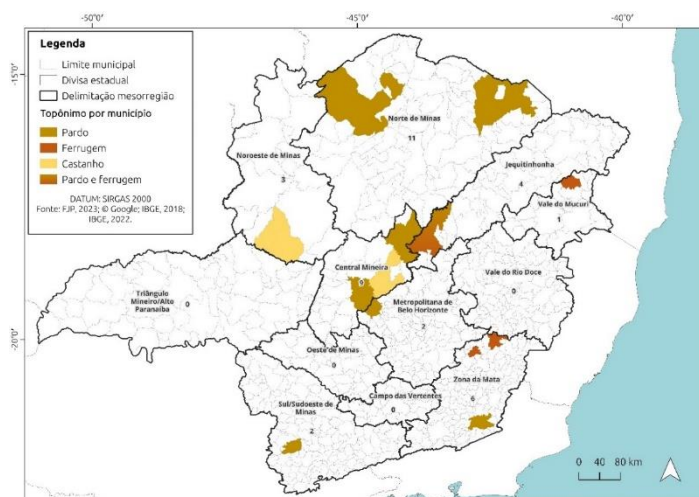 -50°0'
-45°0'
-40°0'
-15°0'
-20°0'
Legenda
Limite municipal
Divisa estadual
Delimitação mesorregião
Topônimo por município
Pardo
Ferrugem
Castanho
Pardo e ferrugem
DATUM: SIRGAS 2000
Fonte: FJP, 2023; © Google; IBGE, 2018;
IBGE, 2022.
Norte de Minas
11
Noroeste de Minas
3
Jequitinhonha
4
Vale do Mucuri
1
Central Mineira
9
Vale do Rio Doce
0
Triângulo
Mineiro/Alto
Paranaíba
0
Metropolitana de
Belo Horizonte
2
Oeste de Minas
0
Zona da Mata
6
Campo das Vertentes
0
Sul/Sudoeste de
Minas
2
0 40 80 km